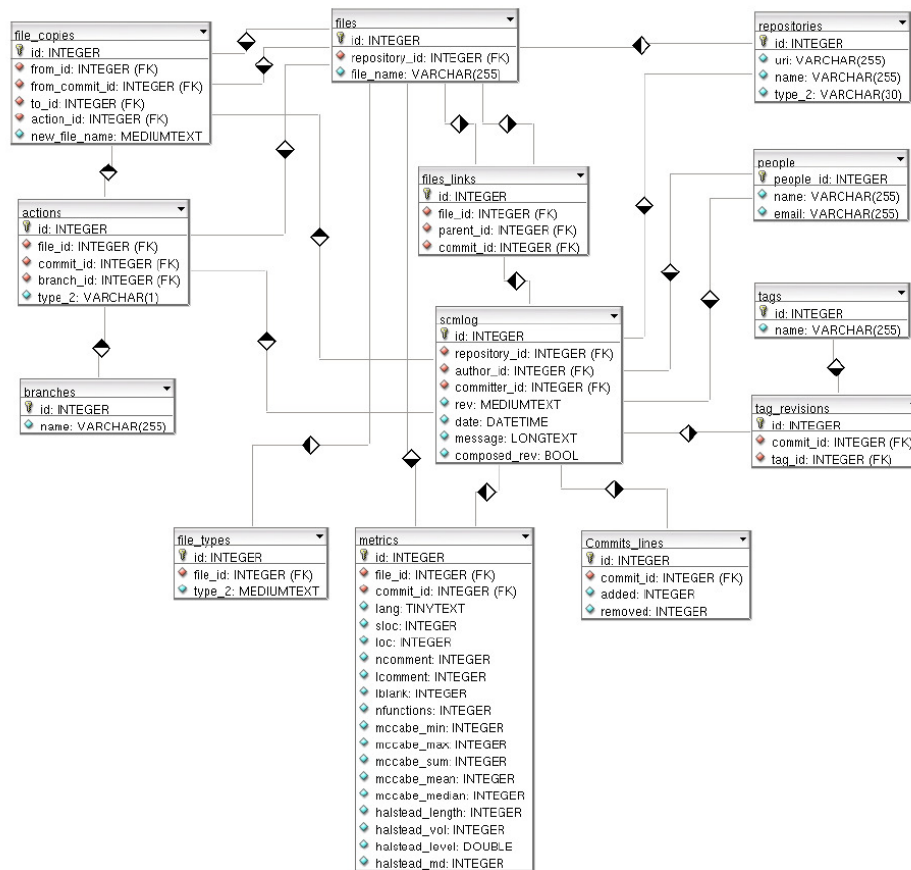 file_copies
id: INTEGER
from_id: INTEGER (FK)
from_commit_id: INTEGER (FK)
to_id: INTEGER (FK)
action_id: INTEGER (FK)
new_file_name: MEDIUMTEXT
files
id: INTEGER
repository_id: INTEGER (FK)
file_name: VARCHAR(255)
repositories
id: INTEGER
uri: VARCHAR(255)
name: VARCHAR(255)
type_2: VARCHAR(30)
people
people_id: INTEGER
name: VARCHAR(255)
email: VARCHAR(255)
files_links
id: INTEGER
file_id: INTEGER (FK)
parent_id: INTEGER (FK)
commit_id: INTEGER (FK)
actions
id: INTEGER
file_id: INTEGER (FK)
commit_id: INTEGER (FK)
branch_id: INTEGER (FK)
type_2: VARCHAR(1)
tags
id: INTEGER
name: VARCHAR(255)
scmlog
id: INTEGER
repository_id: INTEGER (FK)
author_id: INTEGER (FK)
committer_id: INTEGER (FK)
rev: MEDIUMTEXT
date: DATETIME
message: LONGTEXT
composed_rev: BOOL
branches
id: INTEGER
name: VARCHAR(255)
tag_revisions
id: INTEGER
commit_id: INTEGER (FK)
tag_id: INTEGER (FK)
file_types
id: INTEGER
file_id: INTEGER (FK)
type_2: MEDIUMTEXT
metrics
id: INTEGER
file_id: INTEGER (FK)
commit_id: INTEGER (FK)
lang: TINYTEXT
sloc: INTEGER
loc: INTEGER
ncomment: INTEGER
lcomment: INTEGER
lblank: INTEGER
nfunctions: INTEGER
mccabe_min: INTEGER
mccabe_max: INTEGER
mccabe_sum: INTEGER
mccabe_mean: INTEGER
mccabe_median: INTEGER
halstead_length: INTEGER
halstead_vol: INTEGER
halstead_level: DOUBLE
halstead_md: INTEGER
Commits_lines
id: INTEGER
commit_id: INTEGER (FK)
added: INTEGER
removed: INTEGER